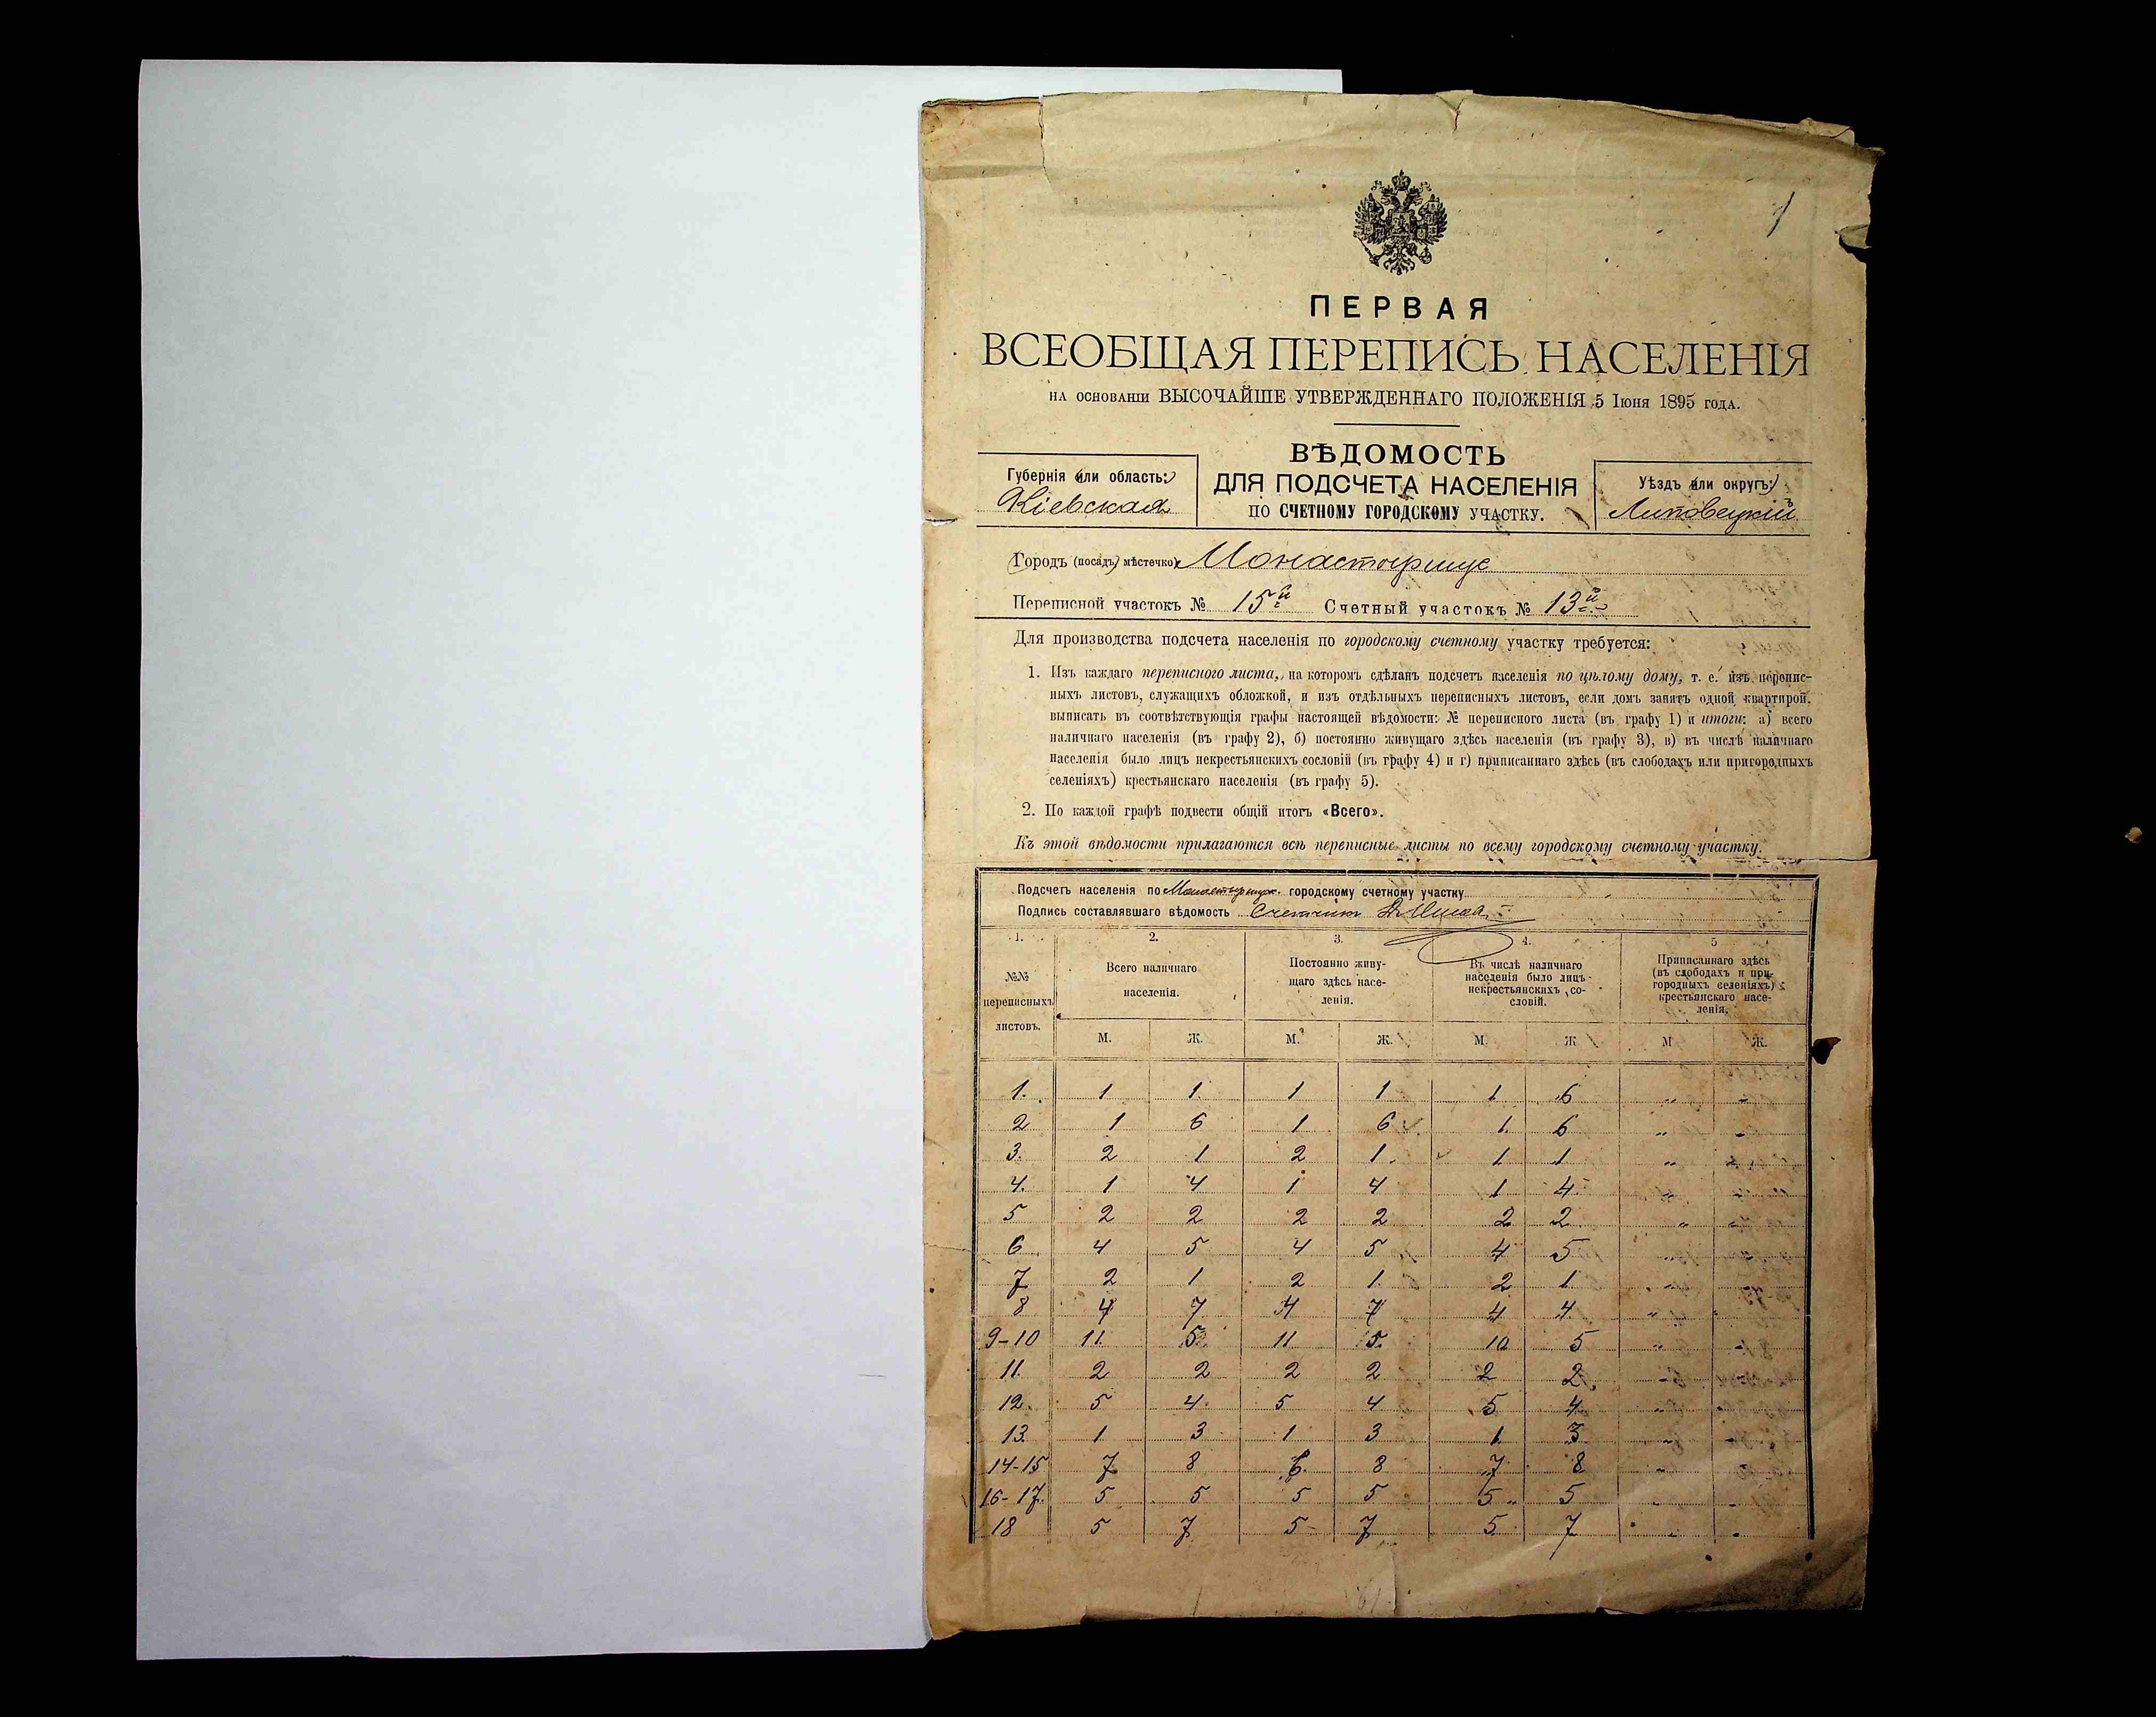 1
ПЕРВАЯ
ВСЕОБЩАЯ ПЕРЕПИСЬ НАСЕЛЕНІЯ
НА ОСНОВАНІИ ВЫСОЧАЙШЕ УТВЕРЖДЕННАГО ПОЛОЖЕНІЯ 5 Іюня 1895 ГОДА.
ВѢДОМОСТЬ
ДЛЯ ПОДСЧЕТА НАСЕЛЕНІЯ
ПО СЧЕТНОМУ ГОРОДСКОМУ УЧАСТКУ.
Губернія или область:
Кіевская
Уѣздъ или округъ:
Липовецкій
Городъ (посадъ, мѣстечко) Монастырище
Переписной участокъ № 15й Счетный участокъ № 13й
Для производства подсчета населенія по городскому счетному участку требуется:
1. Изъ каждаго переписного листа, на которомъ сдѣланъ подсчетъ населенія по цѣлому дому, т. е. изъ перепис-
ныхъ листовъ, служащихъ обложкой, и изъ отдѣльныхъ переписныхъ листовъ, если домъ занятъ одной квартирой,
выписать въ соотвѣтствующія графы настоящей вѣдомости: № переписного листа (въ графу 1) и итоги: а) всего
наличнаго населенія (въ графу 2), б) постоянно живущаго здѣсь населенія (въ графу 3), в) въ числѣ наличнаго
населенія было лицъ некрестьянскихъ сословій (въ графу 4) и г) приписаннаго здѣсь (въ слободахъ или пригородныхъ
селеніяхъ) крестьянскаго населенія (въ графу 5).
2. По каждой графѣ подвести общій итогъ «Всего».
Къ этой вѣдомости прилагаются всѣ переписные листы по всему городскому счетному участку.
Подсчетъ населенія по Монастырищ. городскому счетному участку
Подпись составлявшаго вѣдомость Счетчикъ
1. 2. 3. 4. 5
№№ переписныхъ листовъ.
Всего наличнаго населенія.
Постоянно живу-
щаго здѣсь насе-
ленія.
Въ числѣ наличнаго
населенія было лицъ
некрестьянскихъ со-
словій.
Приписаннаго здѣсь
(въ слободахъ и при-
городныхъ селеніяхъ)
крестьянскаго насе-
ленія.
М. Ж. М. Ж. М. Ж М Ж.
1. 1 1 1 1 1 6 „ „
2 1 6 1 6 1 6 „ „
3. 2 1 2 1 1 1 „ „
4. 1 4 1 4 1 4 „ „
5 2 2 2 2 2 2 „ „
6 4 5 4 5 4 5 „ „
7 2 1 2 1 2 1 „ „
8 4 7 4 7 4 4 „ „
9-10 11 5 11 5 10 5 „ „
11. 2 2 2 2 2 2 „ „
12. 5 4 5 4 5 4 „ „
13. 1 3 1 3 1 3 „ „
14-15 7 8 6 8 7 8 „ „
16-17 5 5 5 5 5 5 „ „
18 5 7 5 7 5 7 „ „